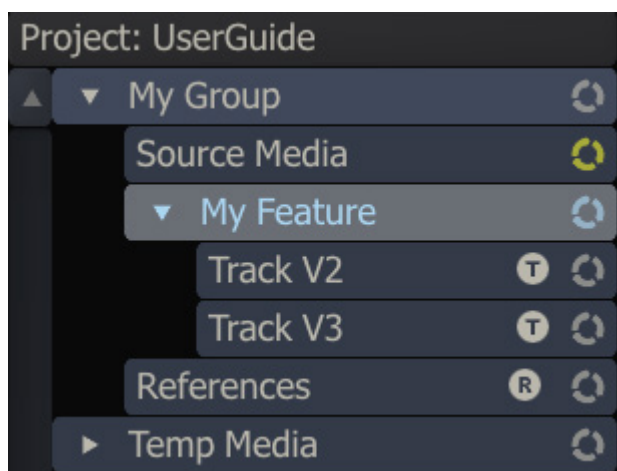 Project: UserGuide
My Group
Source Media
My Feature
Track V2 T
Track V3 T
References R
Temp Media